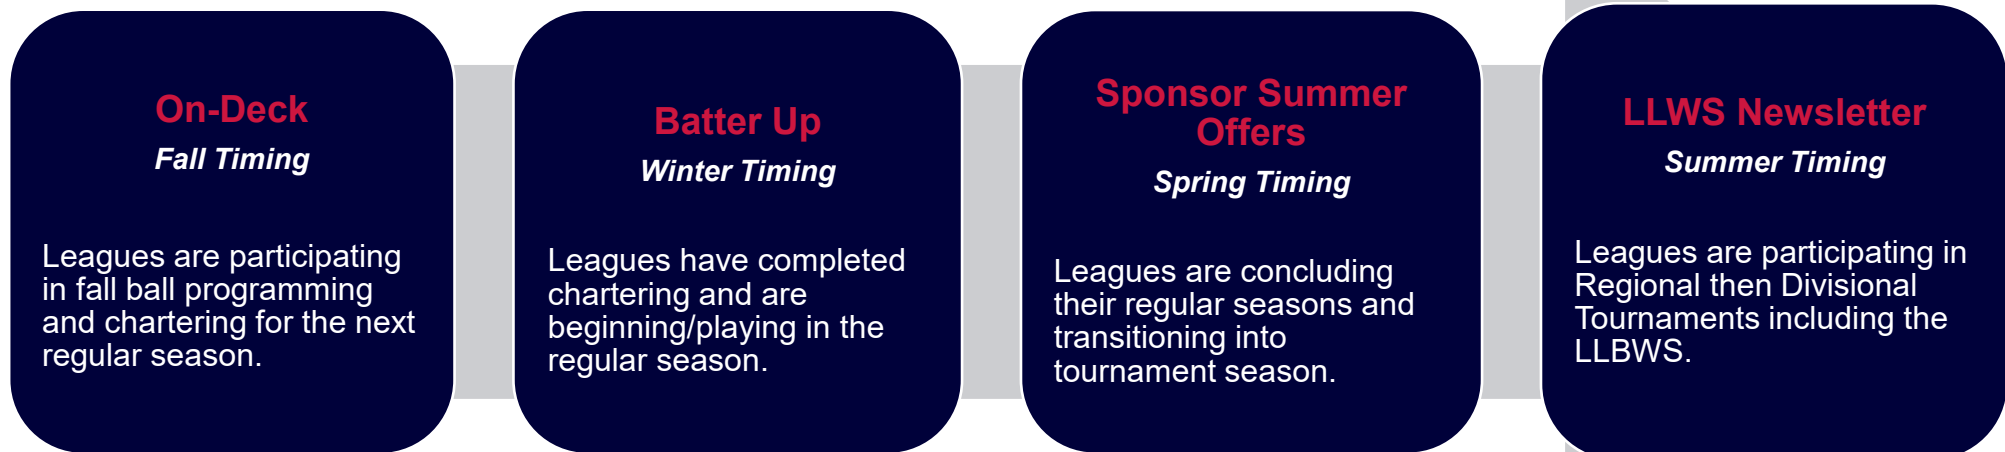 On-Deck
Fall Timing
Leagues are participating
in fall ball programming
and chartering for the next
regular season.
Batter Up
Winter Timing
Leagues have completed
chartering and are
beginning/playing in the
regular season.
Sponsor Summer
Offers
Spring Timing
Leagues are concluding
their regular seasons and
transitioning into
tournament season.
LLWS Newsletter
Summer Timing
Leagues are participating in
Regional then Divisional
Tournaments including the
LLBWS.